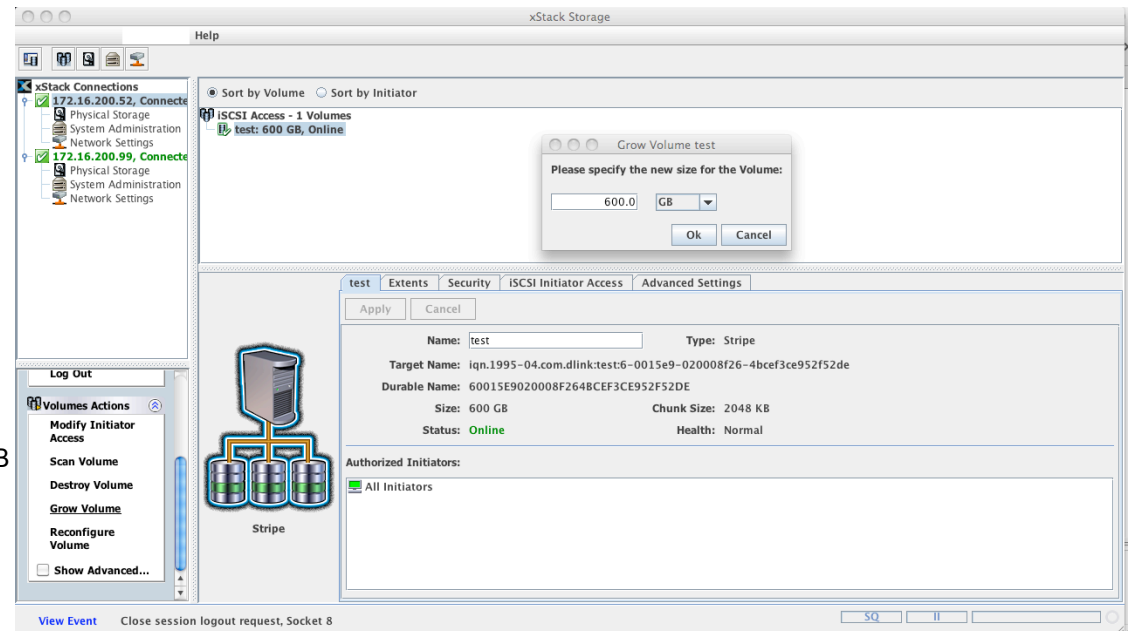 xStack Storage
Help
xStack Connections
172.16.200.52, Connecte
Physical Storage
System Administration
Network Settings
172.16.200.99, Connecte
Physical Storage
System Administration
Network Settings
Sort by Volume Sort by Initiator
iSCSI Access - 1 Volumes
test: 600 GB, Online
Grow Volume test
Please specify the new size for the Volume:
600.0 GB
Ok Cancel
Log Out
Volumes Actions
Modify Initiator
Access
Scan Volume
Destroy Volume
Grow Volume
Reconfigure
Volume
Show Advanced...
3
Stripe
test Extents Security iSCSI Initiator Access Advanced Settings
Apply Cancel
Name: test Type: Stripe
Target Name: iqn.1995-04.com.dlink:test:6-0015e9-020008f26-4bcef3ce952f52de
Durable Name: 60015E9020008F264BCEF3CE952F52DE
Size: 600 GB Chunk Size: 2048 KB
Status: Online Health: Normal
Authorized Initiators:
All Initiators
View Event Close session logout request, Socket 8
SQ II